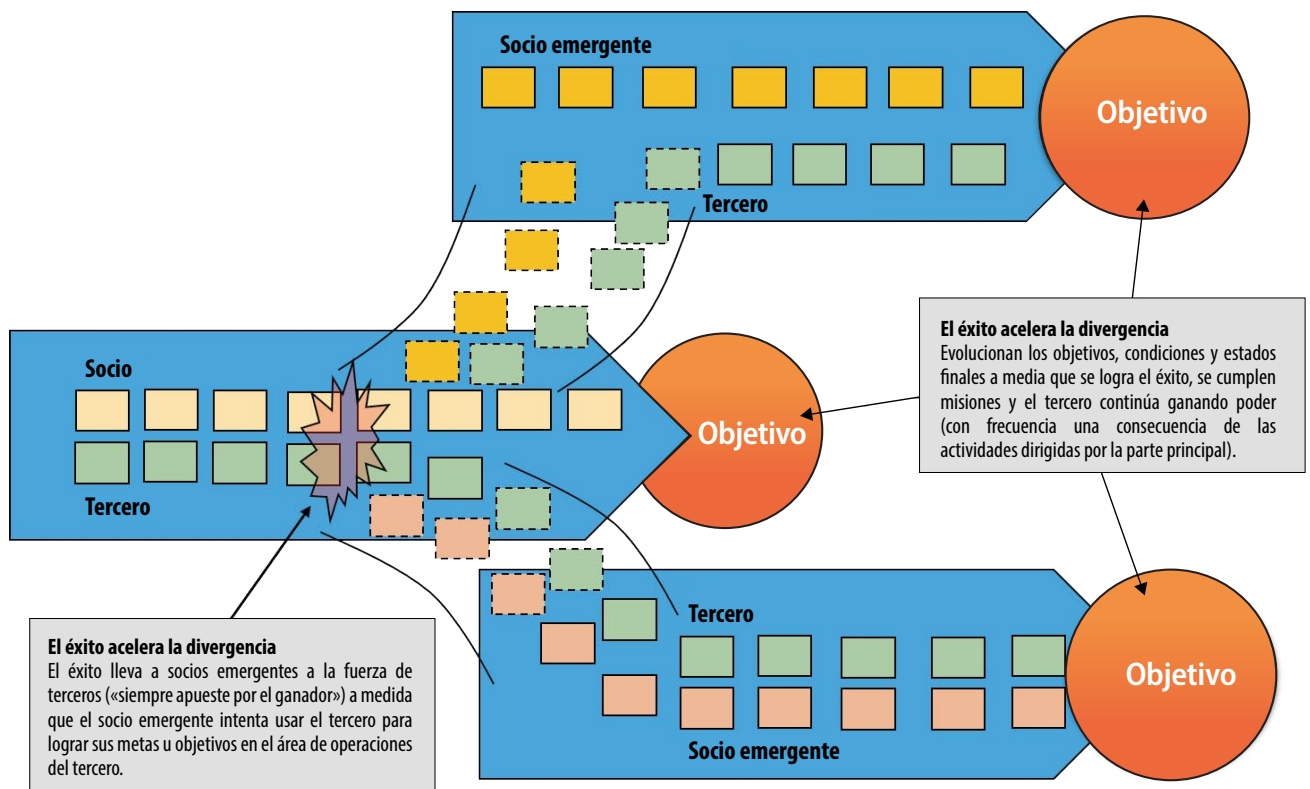 Socio emergente
Objetivo
Tercero
El éxito acelera la divergencia
Evolucionan los objetivos, condiciones y estados
finales a media que se logra el éxito, se cumplen
misiones y el tercero continúa ganando poder
(con frecuencia una consecuencia de las
actividades dirigidas por la parte principal).
Socio
Objetivo
Tercero
Tercero
Objetivo
Socio emergente
El éxito acelera la divergencia
El éxito lleva a socios emergentes a la fuerza de
terceros («siempre apueste por el ganador») a medida
que el socio emergente intenta usar el tercero para
lograr sus metas u objetivos en el área de operaciones
del tercero.